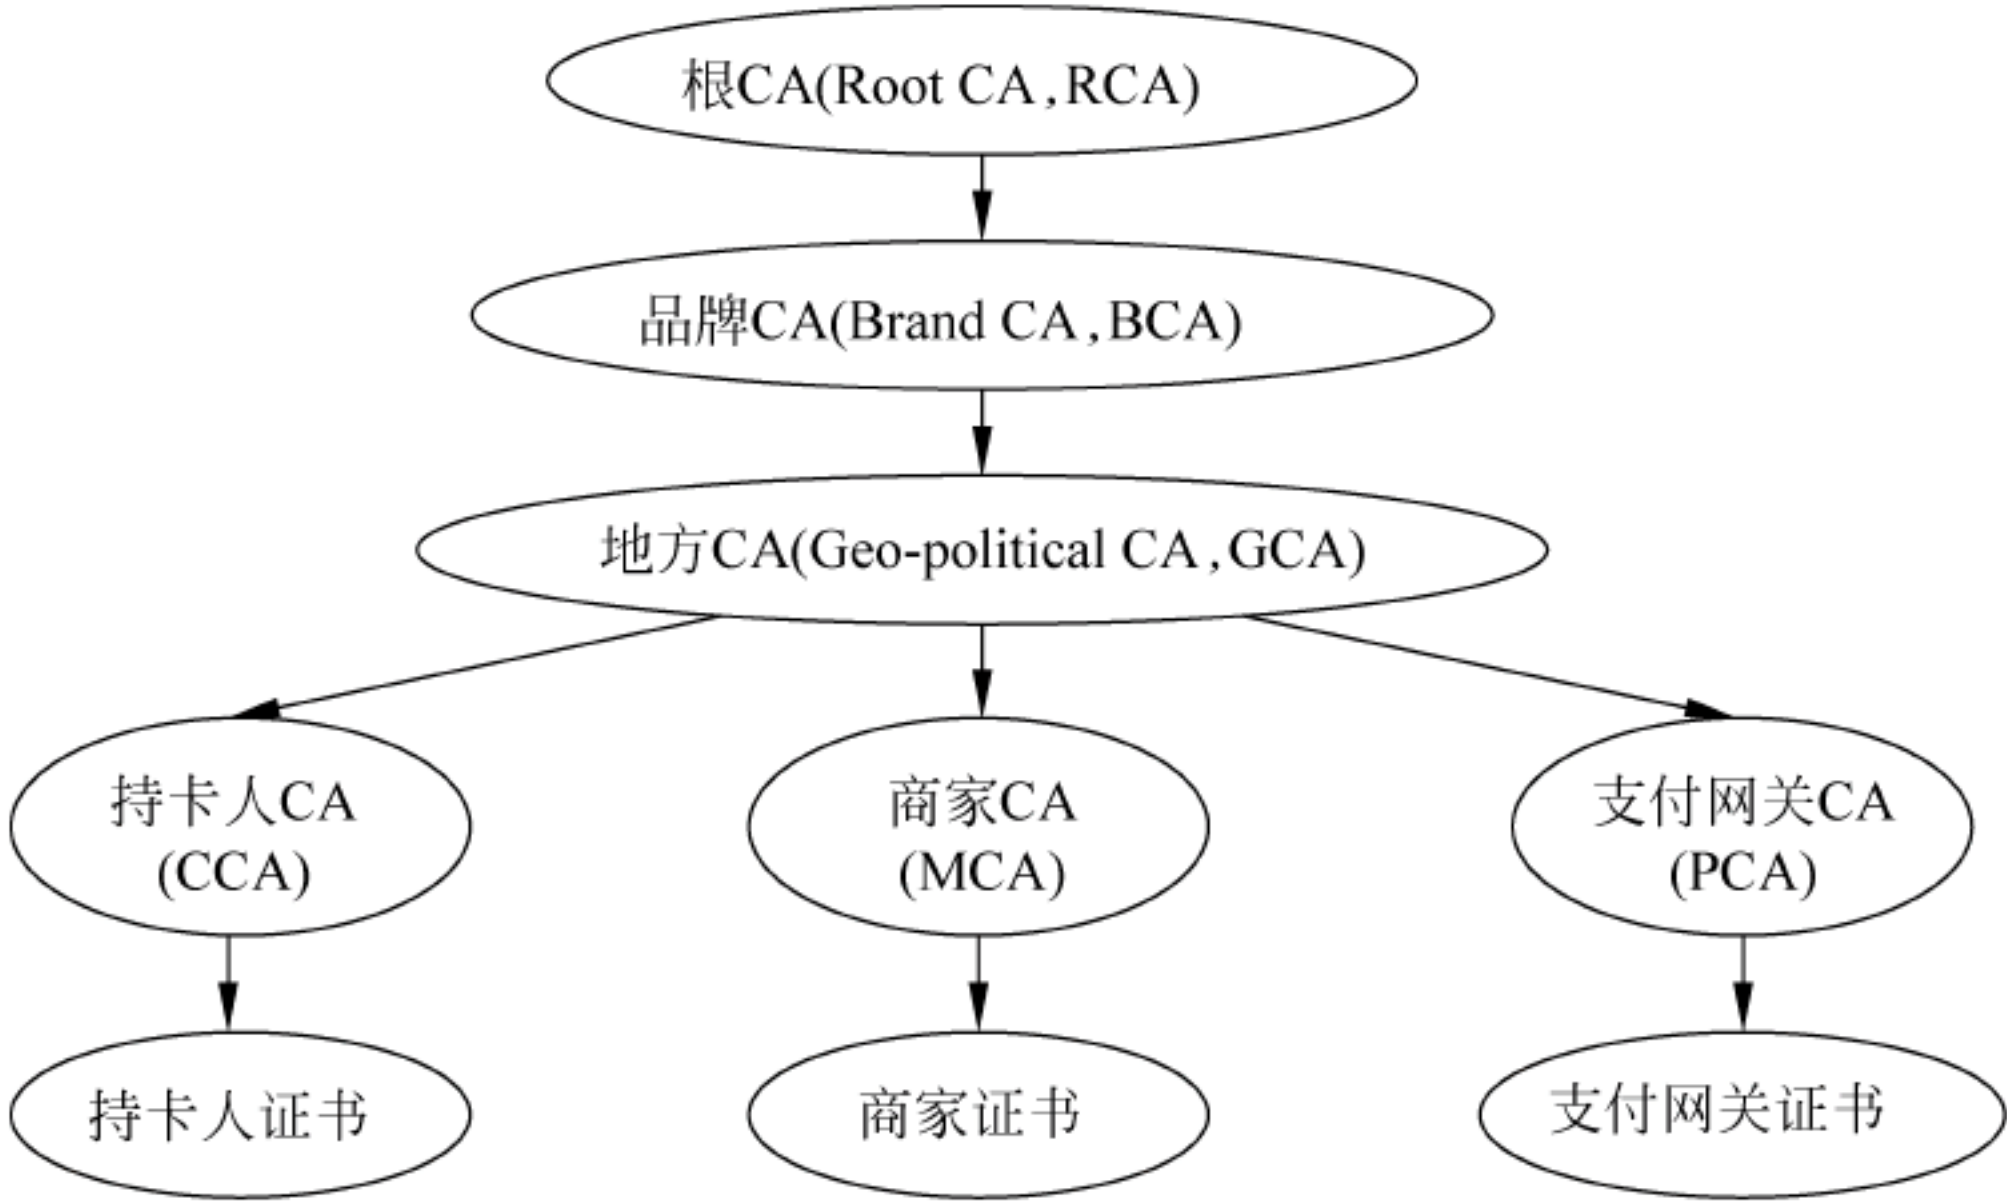 根CA(Root CA,RCA)
品牌CA(Brand CA,BCA)
地方CA(Geo-political CA,GCA)
持卡人CA
(CCA)
商家CA
(MCA)
支付网关CA
(PCA)
持卡人证书
商家证书
支付网关证书